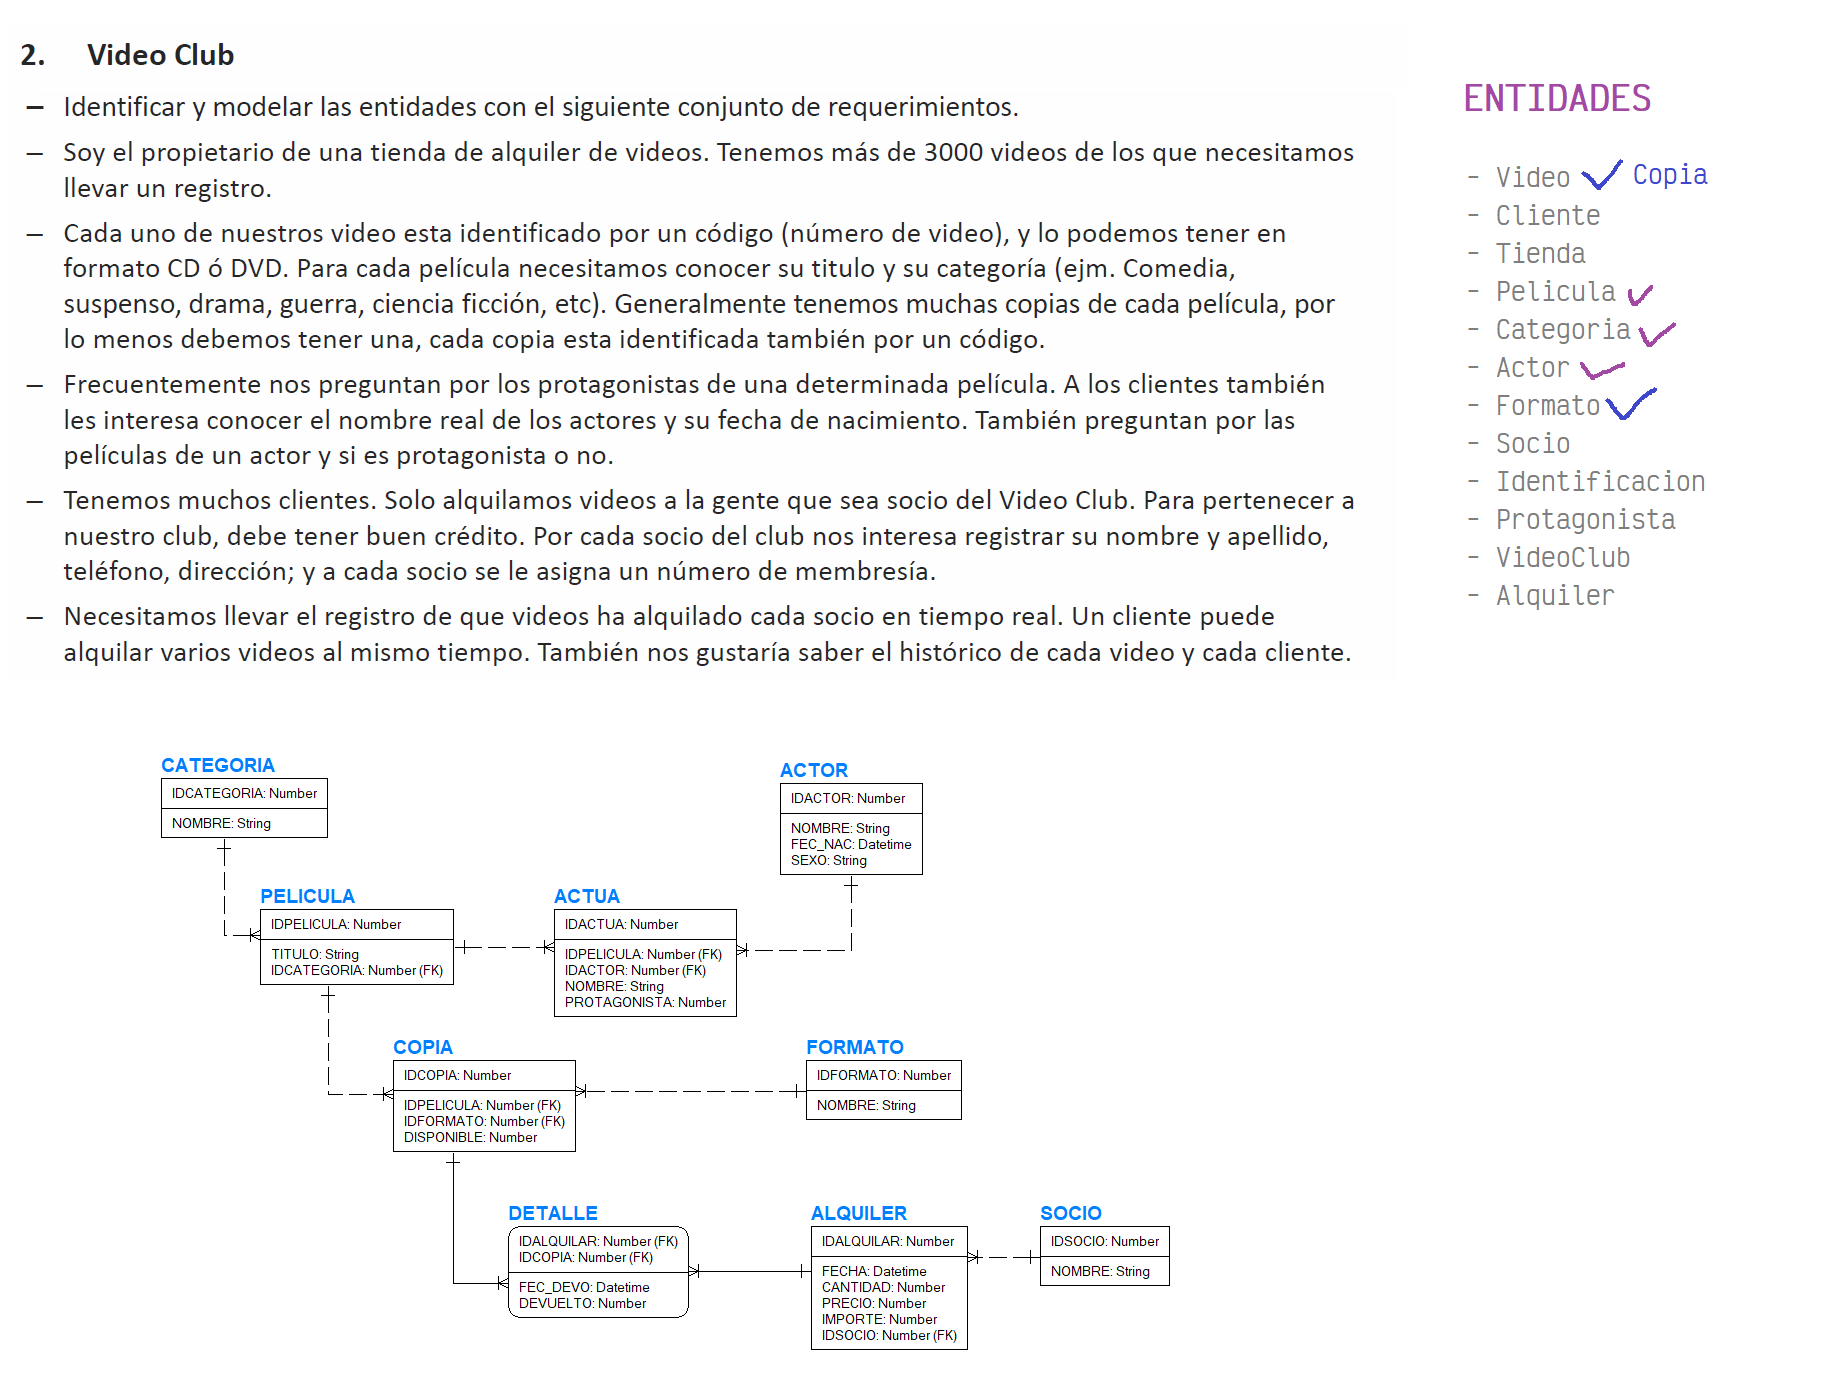 2. Video Club
– Identificar y modelar las entidades con el siguiente conjunto de requerimientos.
– Soy el propietario de una tienda de alquiler de videos. Tenemos más de 3000 videos de los que necesitamos
llevar un registro.
– Cada uno de nuestros video esta identificado por un código (número de video), y lo podemos tener en
formato CD ó DVD. Para cada película necesitamos conocer su titulo y su categoría (ejm. Comedia,
suspenso, drama, guerra, ciencia ficción, etc). Generalmente tenemos muchas copias de cada película, por
lo menos debemos tener una, cada copia esta identificada también por un código.
– Frecuentemente nos preguntan por los protagonistas de una determinada película. A los clientes también
les interesa conocer el nombre real de los actores y su fecha de nacimiento. También preguntan por las
películas de un actor y si es protagonista o no.
– Tenemos muchos clientes. Solo alquilamos videos a la gente que sea socio del Video Club. Para pertenecer a
nuestro club, debe tener buen crédito. Por cada socio del club nos interesa registrar su nombre y apellido,
teléfono, dirección; y a cada socio se le asigna un número de membresía.
– Necesitamos llevar el registro de que videos ha alquilado cada socio en tiempo real. Un cliente puede
alquilar varios videos al mismo tiempo. También nos gustaría saber el histórico de cada video y cada cliente.
ENTIDADES
- Video Copia
- Cliente
- Tienda
- Pelicula
- Categoria
- Actor
- Formato
- Socio
- Identificacion
- Protagonista
- VideoClub
- Alquiler
CATEGORIA
IDCATEGORIA: Number
NOMBRE: String
ACTOR
IDACTOR: Number
NOMBRE: String
FEC_NAC: Datetime
SEXO: String
PELICULA
IDPELICULA: Number
TITULO: String
IDCATEGORIA: Number (FK)
ACTUA
IDACTUA: Number
IDPELICULA: Number (FK)
IDACTOR: Number (FK)
NOMBRE: String
PROTAGONISTA: Number
COPIA
IDCOPIA: Number
IDPELICULA: Number (FK)
IDFORMATO: Number (FK)
DISPONIBLE: Number
FORMATO
IDFORMATO: Number
NOMBRE: String
DETALLE
IDALQUILAR: Number (FK)
IDCOPIA: Number (FK)
FEC_DEVO: Datetime
DEVUELTO: Number
ALQUILER
IDALQUILAR: Number
FECHA: Datetime
CANTIDAD: Number
PRECIO: Number
IMPORTE: Number
IDSOCIO: Number (FK)
SOCIO
IDSOCIO: Number
NOMBRE: String